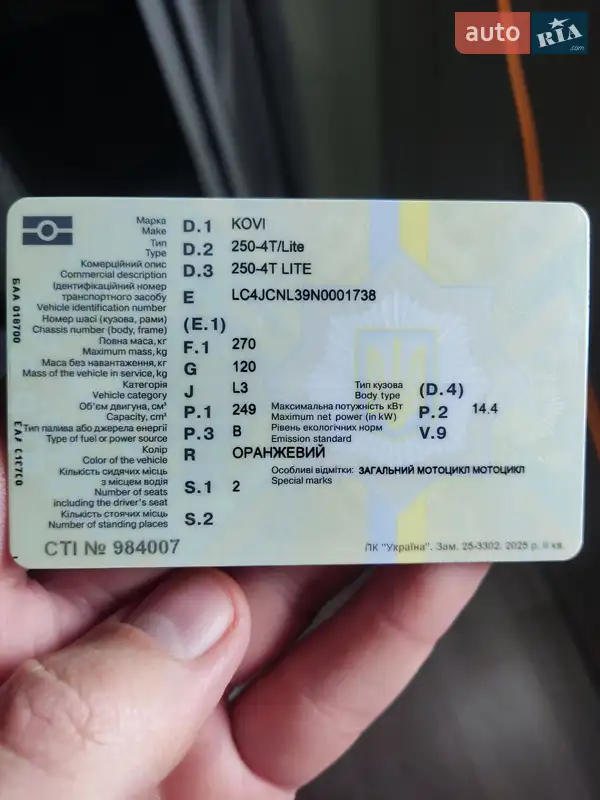 auto RIA .com
Марка
Make D.1 KOVI
Тип
Type D.2 250-4T/Lite
Комерційний опис
Commercial description D.3 250-4T LITE
Ідентифікаційний номер
транспортного засобу
Vehicle identification number E LC4JCNL39N0001738
Номер шасі (кузова, рами)
Chassis number (body, frame) (E.1)
Повна маса, кг
Maximum mass, kg F.1 270
Маса без навантаження, кг
Mass of the vehicle in service, kg G 120
Категорія
Vehicle category J L3
Тип кузова
Body type (D.4)
Об'єм двигуна, см³
Capacity, cm³ P.1 249
Максимальна потужність кВт
Maximum net power (in kW) P.2 14.4
Тип палива або джерела енергії
Type of fuel or power source P.3 B
Рівень екологічних норм
Emission standard V.9
Колір
Color of the vehicle R ОРАНЖЕВИЙ
Кількість сидячих місць
з місцем водія
Number of seats
including the driver's seat S.1 2
Особливі відмітки: ЗАГАЛЬНИЙ МОТОЦИКЛ МОТОЦИКЛ
Special marks
Кількість стоячих місць
Number of standing places S.2
СТІ № 984007
ПК "Україна". Зам. 25-3302. 2025 р. II кв.
БАА 018700